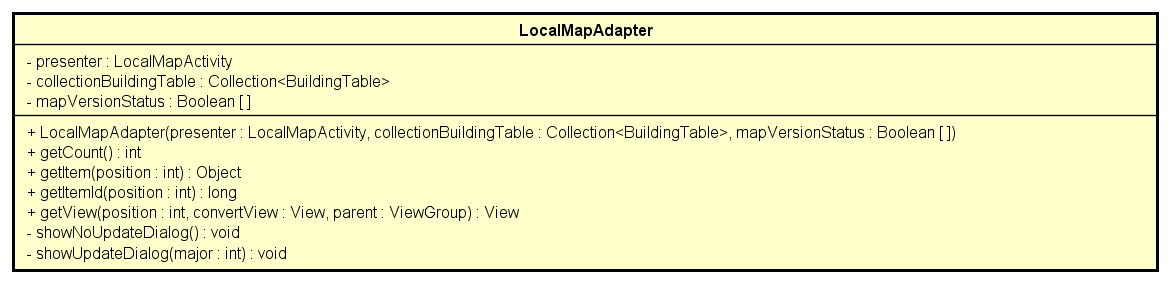 LocalMapAdapter
- presenter : LocalMapActivity
- collectionBuildingTable : Collection<BuildingTable>
- mapVersionStatus : Boolean [ ]
+ LocalMapAdapter(presenter : LocalMapActivity, collectionBuildingTable : Collection<BuildingTable>, mapVersionStatus : Boolean [ ])
+ getCount() : int
+ getItem(position : int) : Object
+ getItemId(position : int) : long
+ getView(position : int, convertView : View, parent : ViewGroup) : View
- showNoUpdateDialog() : void
- showUpdateDialog(major : int) : void